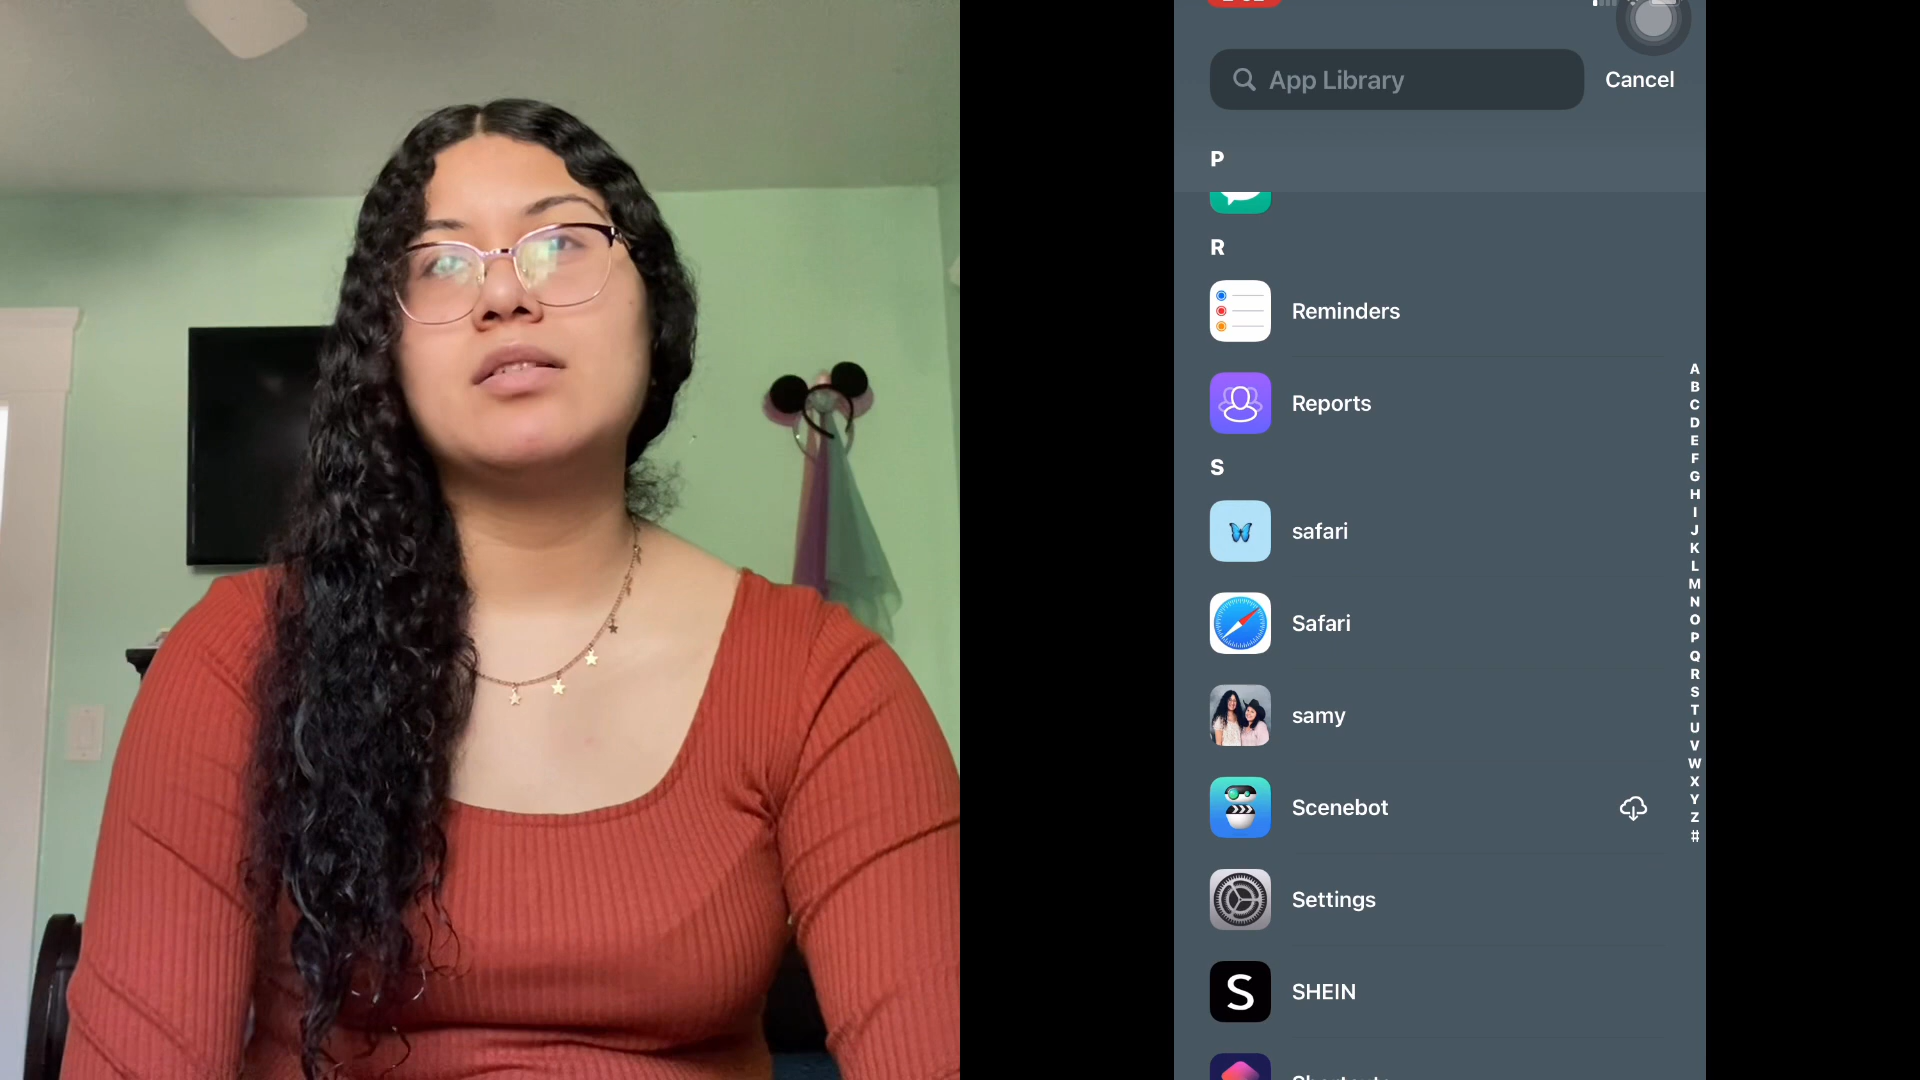 App Library
Cancel
P
R
Reminders
Reports
S
safari
Safari
samy
Scenebot
Settings
S
SHEIN
A
B
C
D
E
F
G
H
I
J
K
L
M
N
O
P
Q
R
S
T
U
V
W
X
Y
Z
#